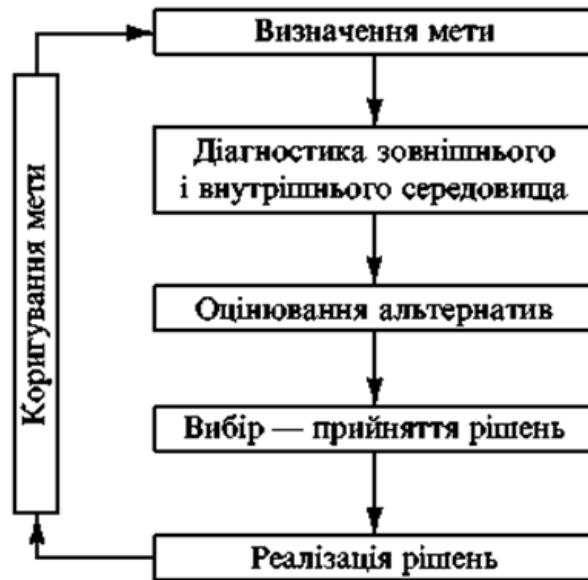 Визначення мети
Діагностика зовнішнього
і внутрішнього середовища
Оцінювання альтернатив
Вибір — прийняття рішень
Реалізація рішень
Коригування мети